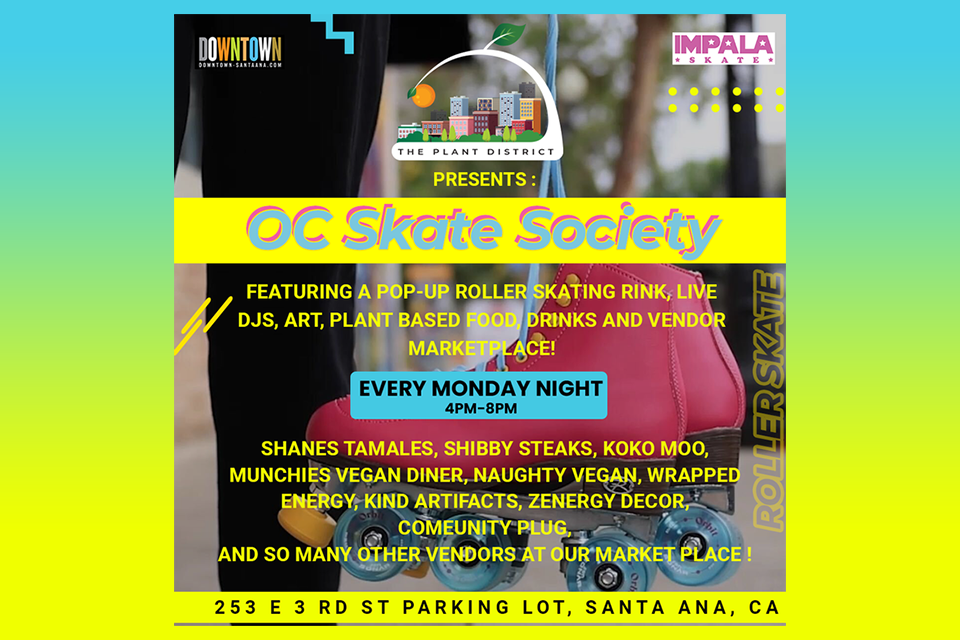 DOWNTOWN
DOWNTOWN-SANTAANA.COM
IMPALA
SKATE
THE PLANT DISTRICT
PRESENTS :
OC Skate Society
FEATURING A POP-UP ROLLER SKATING RINK, LIVE
DJS, ART, PLANT BASED FOOD, DRINKS AND VENDOR
MARKETPLACE!
EVERY MONDAY NIGHT
4PM-8PM
ROLLER SKATE
SHANES TAMALES, SHIBBY STEAKS, KOKO MOO,
MUNCHIES VEGAN DINER, NAUGHTY VEGAN, WRAPPED
ENERGY, KIND ARTIFACTS, ZENERGY DECOR,
COMEUNITY PLUG,
AND SO MANY OTHER VENDORS AT OUR MARKET PLACE !
Orbit
Orbit
253 E 3 RD ST PARKING LOT, SANTA ANA, CA